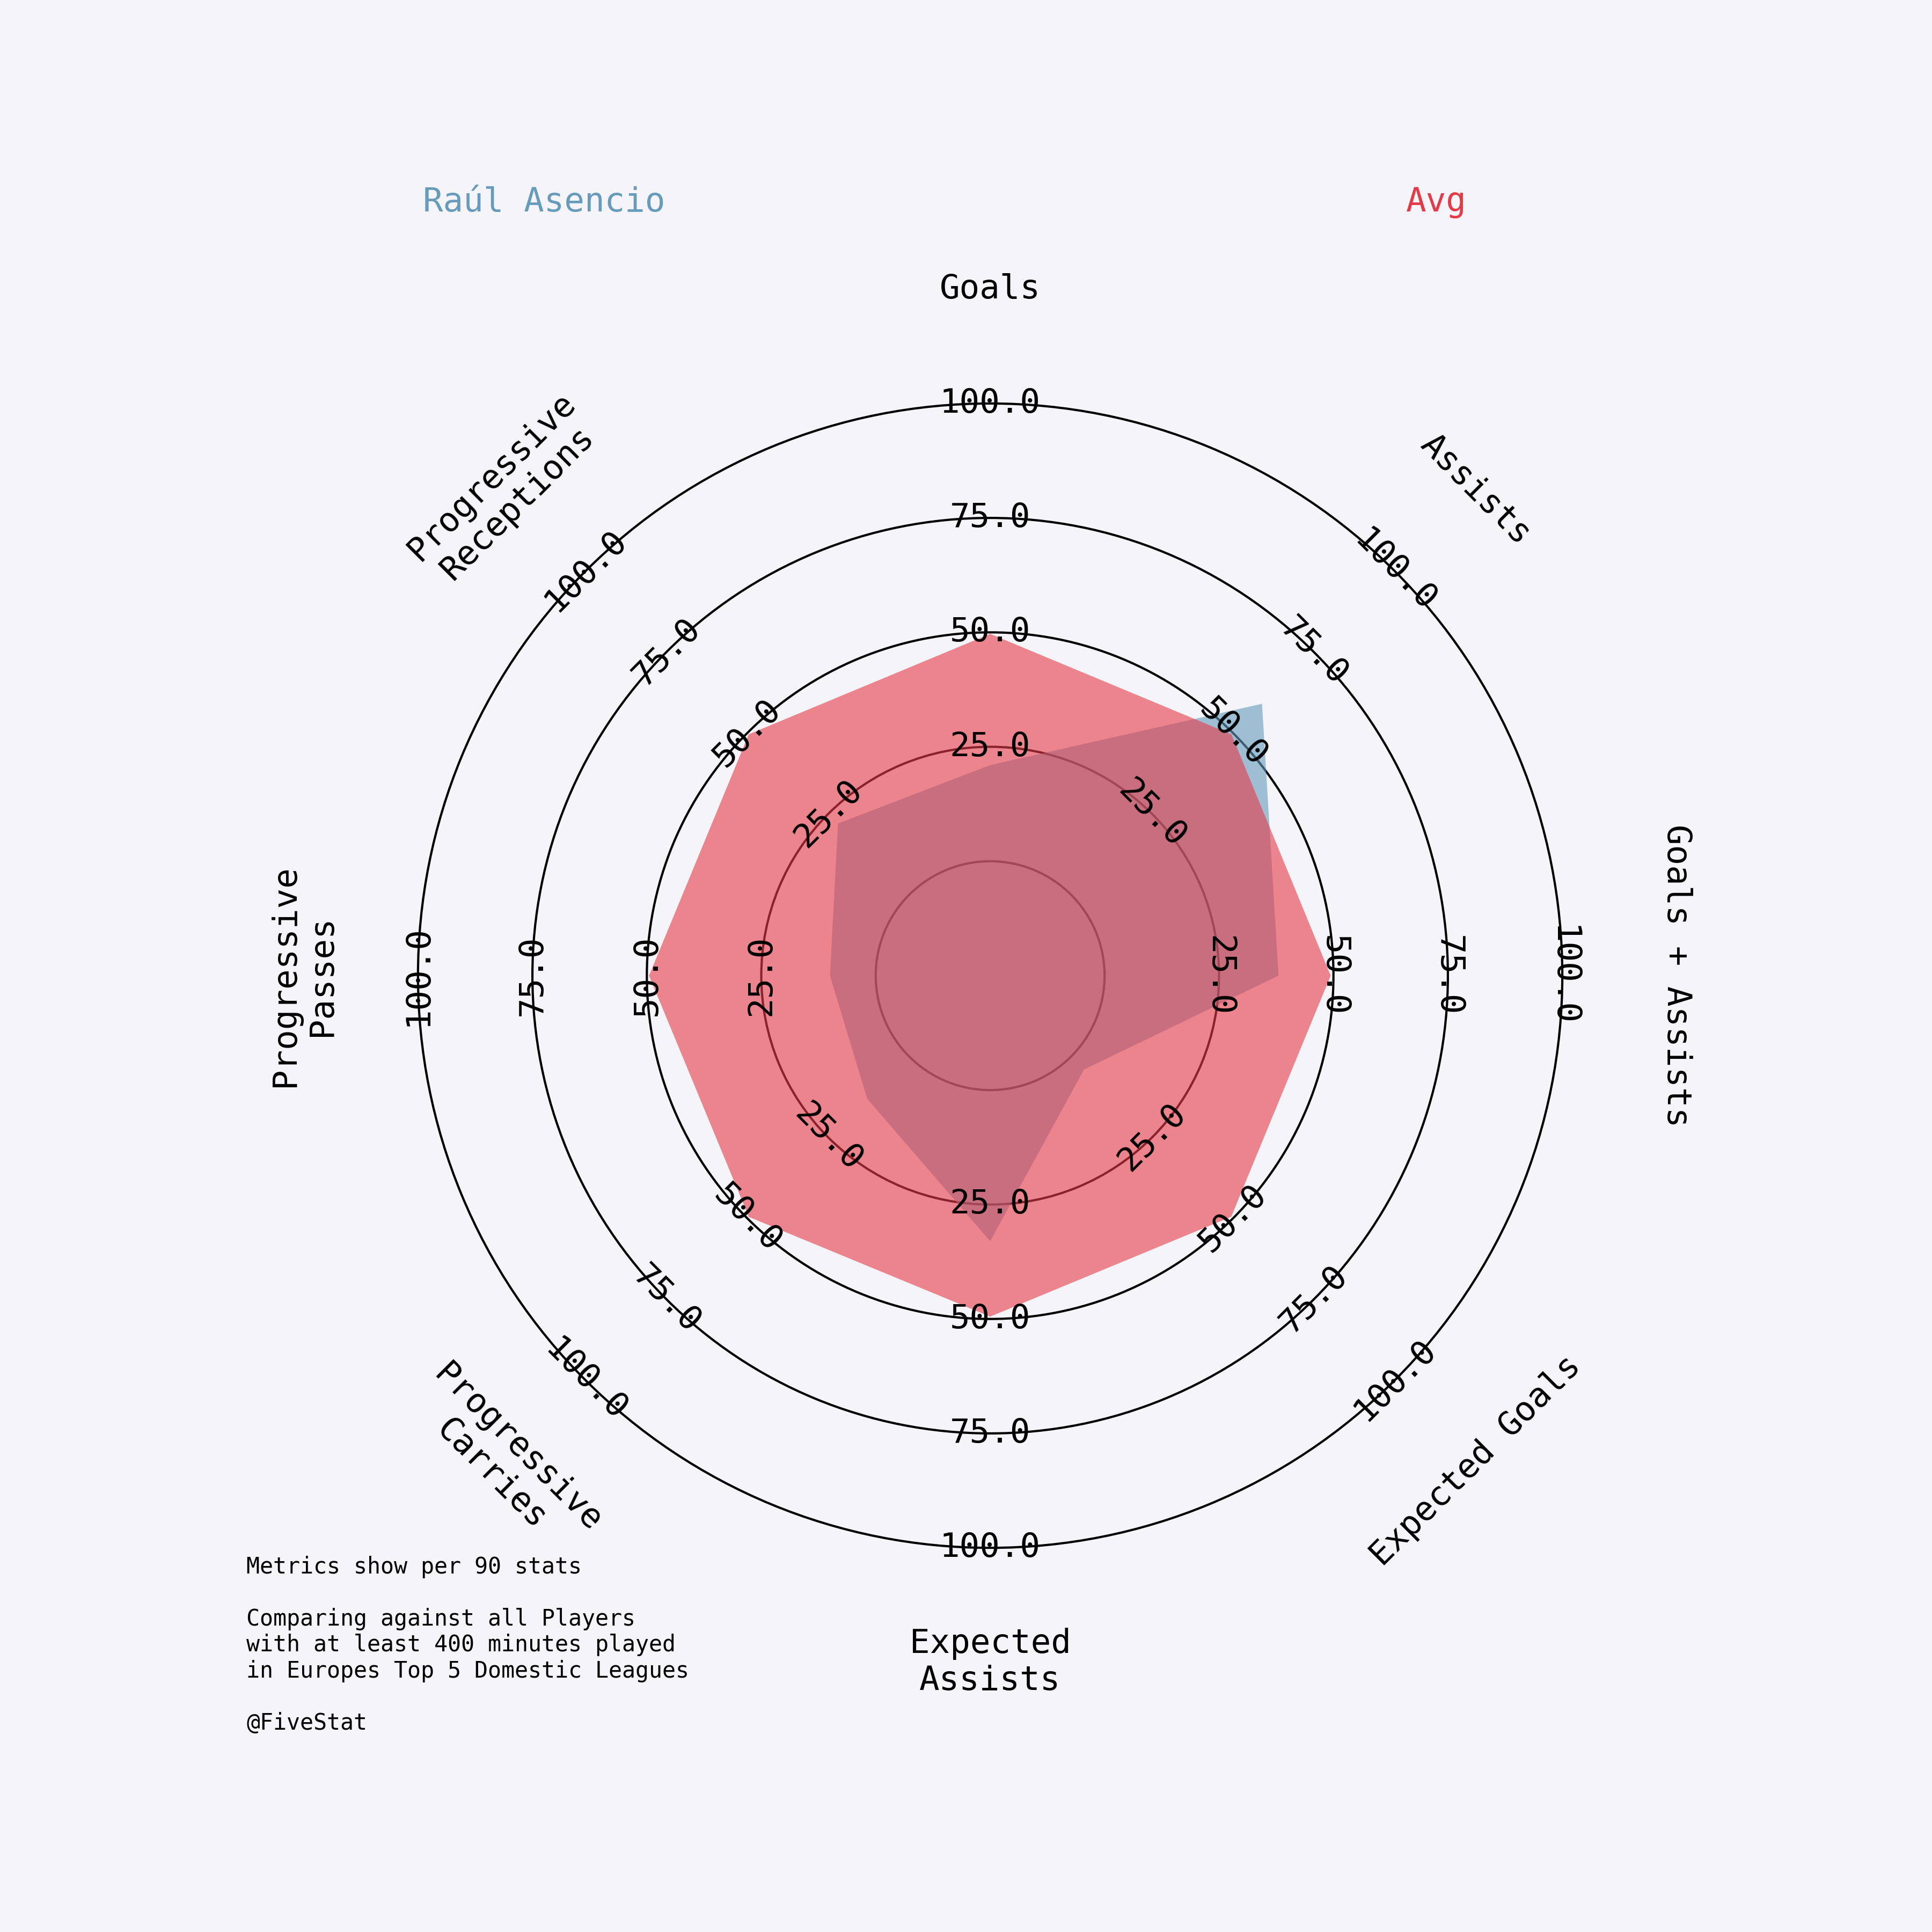 Raúl Asencio
Avg
Goals
Assists
Goals + Assists
Expected Goals
Expected
Assists
Progressive
Carries
Progressive
Passes
Progressive
Receptions
25.0
50.0
75.0
100.0
25.0
50.0
75.0
100.0
25.0
50.0
75.0
100.0
25.0
50.0
75.0
100.0
25.0
50.0
75.0
100.0
25.0
50.0
75.0
100.0
25.0
50.0
75.0
100.0
25.0
50.0
75.0
100.0
Metrics show per 90 stats
Comparing against all Players
with at least 400 minutes played
in Europes Top 5 Domestic Leagues
@FiveStat